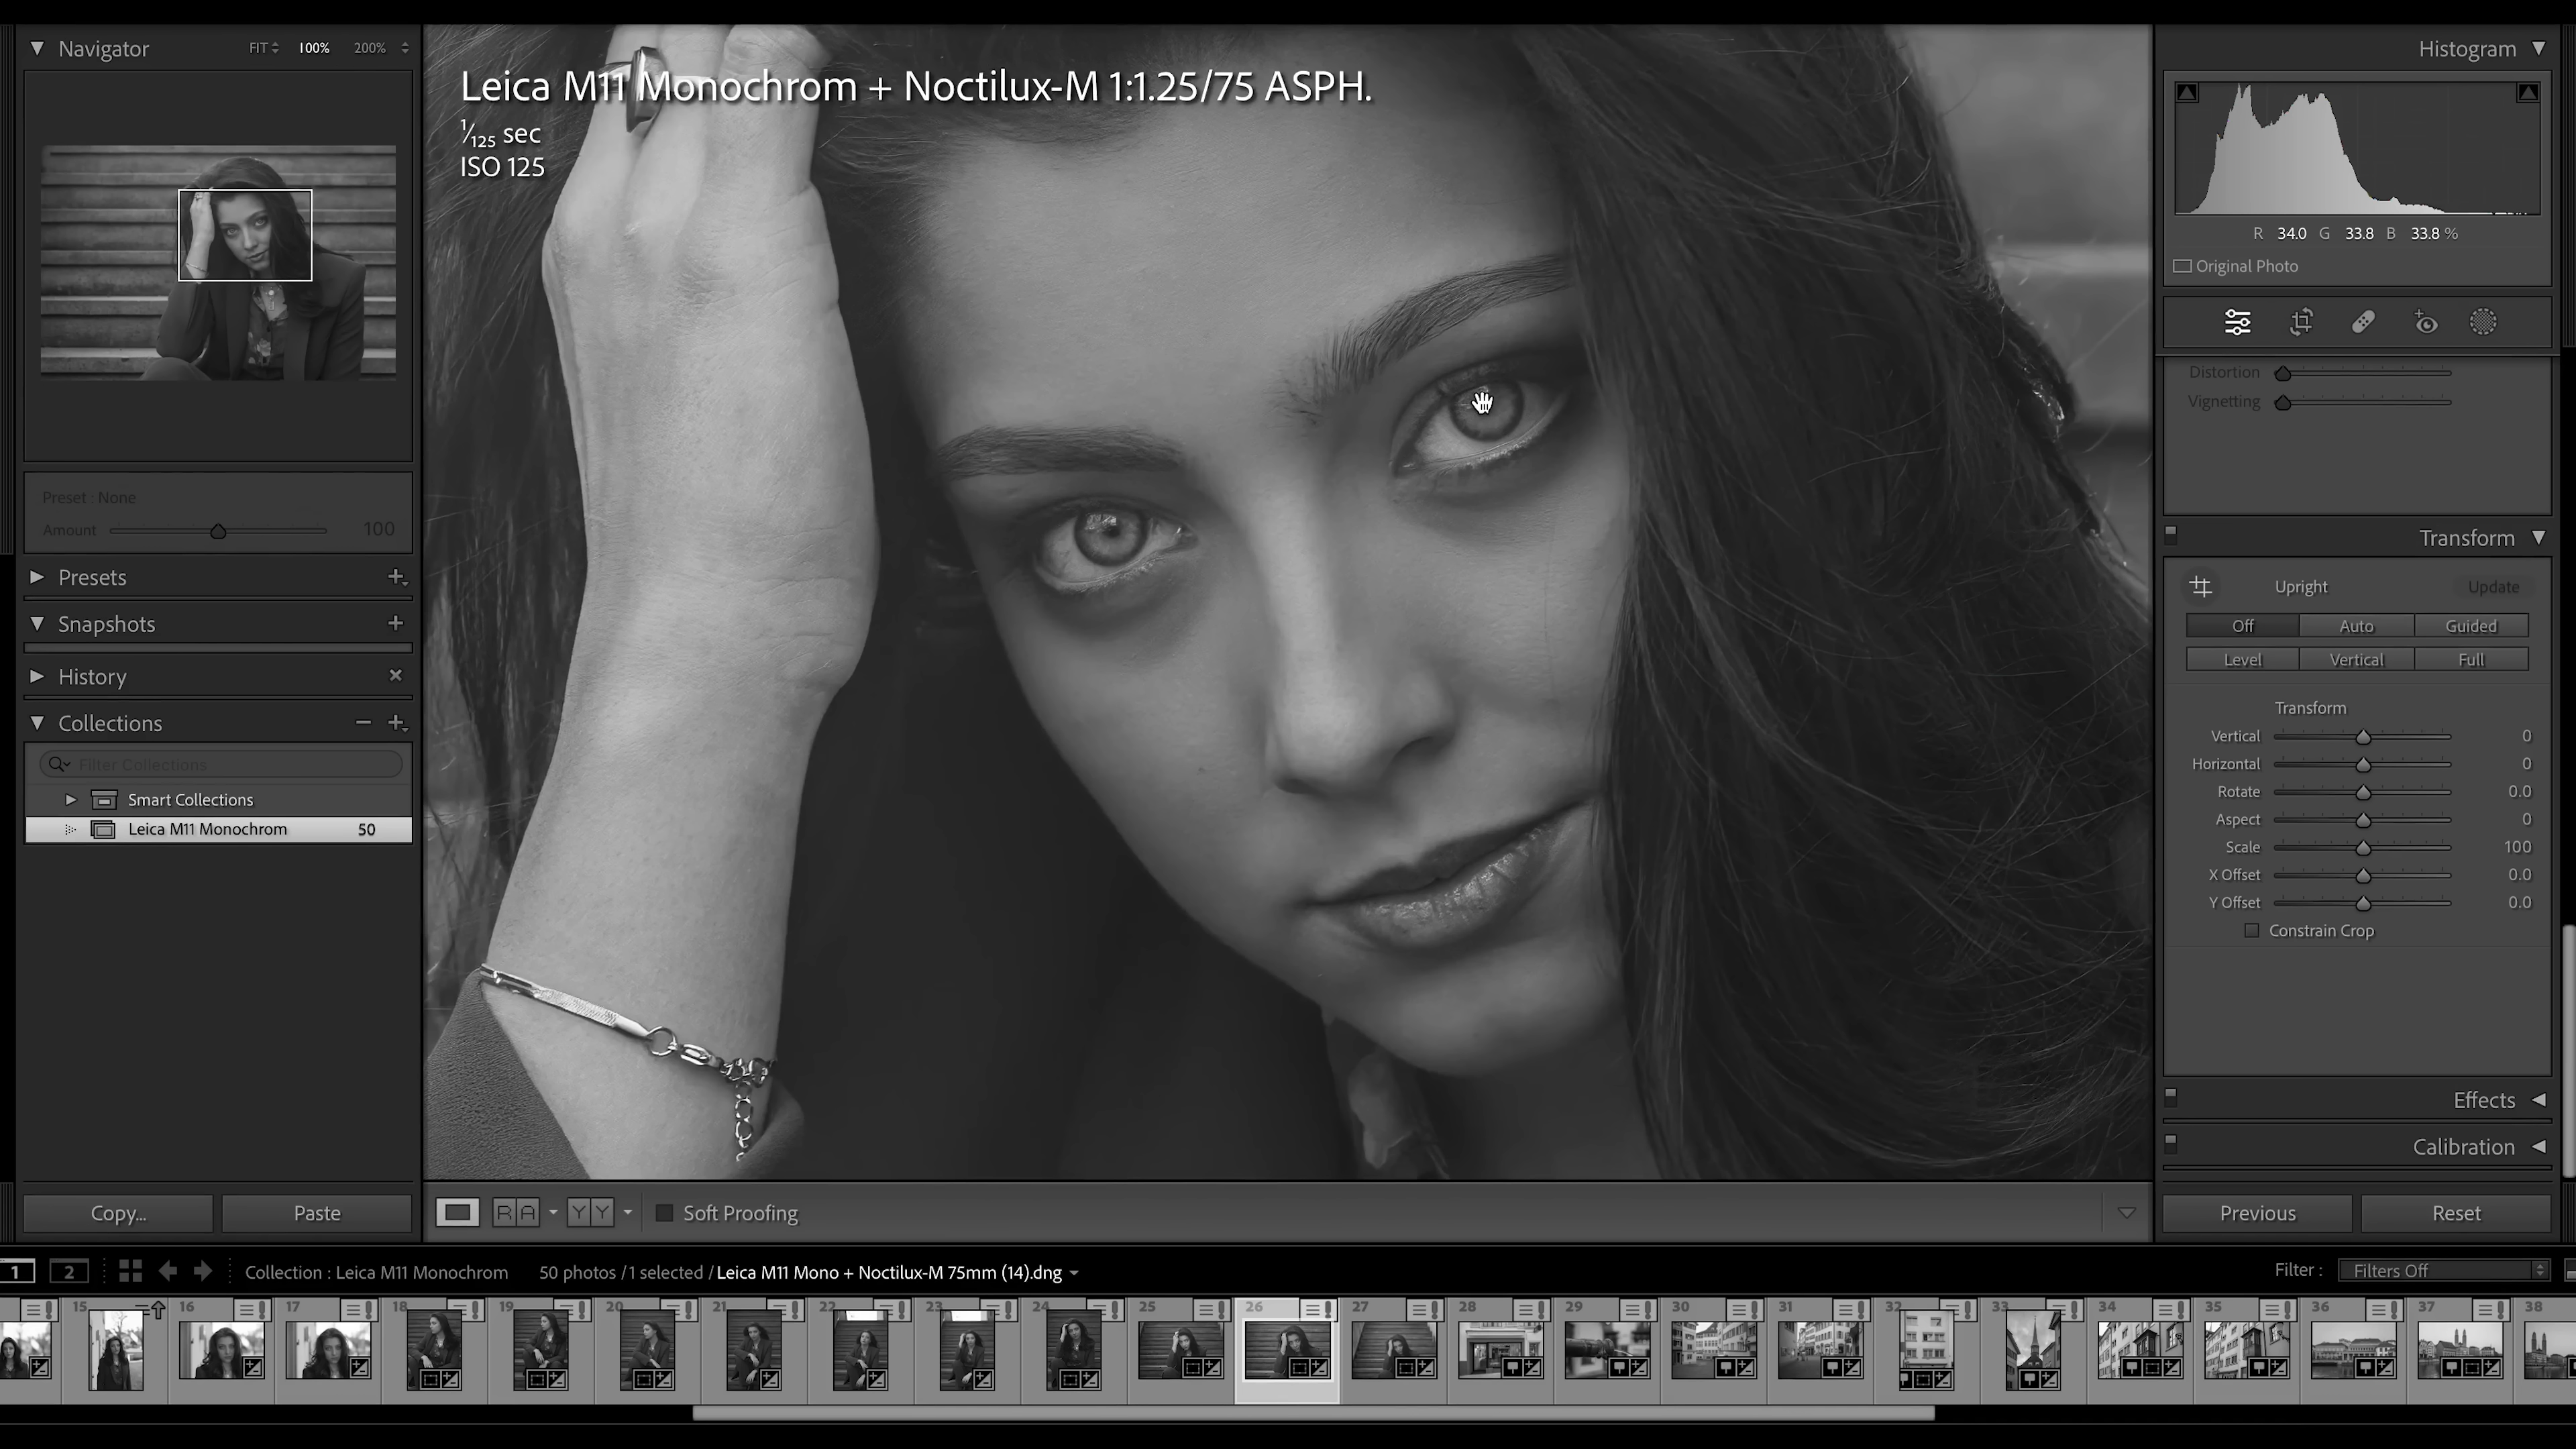 Navigator FIT 100% 200%
Leica M11 Monochrom + Noctilux-M 1:1.25/75 ASPH.
1/125 sec
ISO 125
Preset : None
Amount 100
Presets
Snapshots
History
Collections
Filter Collections
Smart Collections
Leica M11 Monochrom 50
Copy... Paste
RA YY Soft Proofing
Histogram
R 34.0 G 33.8 B 33.8 %
Original Photo
Distortion
Vignetting
Transform
Upright Update
Off Auto Guided
Level Vertical Full
Transform
Vertical 0
Horizontal 0
Rotate 0.0
Aspect 0
Scale 100
X Offset 0.0
Y Offset 0.0
Constrain Crop
Effects
Calibration
Previous Reset
1 2 Collection : Leica M11 Monochrom 50 photos / 1 selected / Leica M11 Mono + Noctilux-M 75mm (14).dng Filter : Filters Off
15 16 17 18 19 20 21 22 23 24 25 26 27 28 29 30 31 32 33 34 35 36 37 38